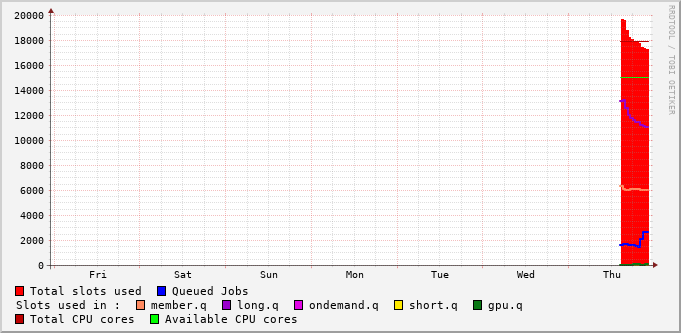 RRDTOOL / TOBI OETIKER
20000
18000
16000
14000
12000
10000
8000
6000
4000
2000
0
Fri Sat Sun Mon Tue Wed Thu
Total slots used Queued Jobs
Slots used in : member.q long.q ondemand.q short.q gpu.q
Total CPU cores Available CPU cores